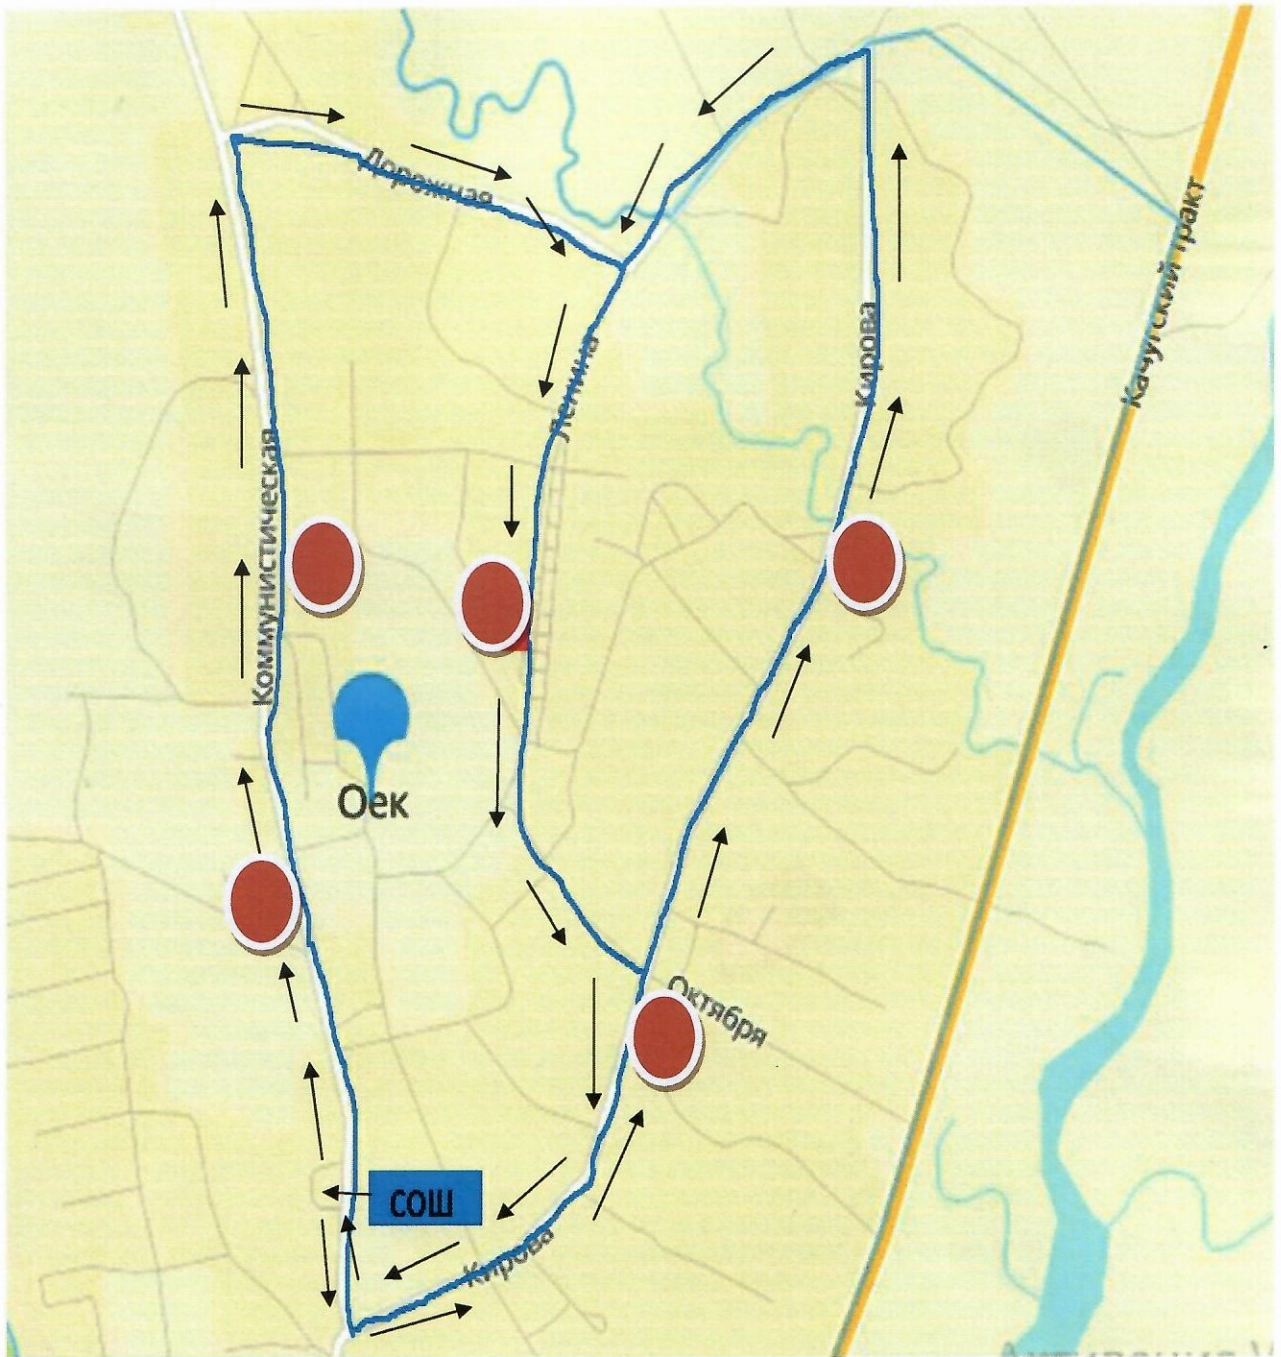 Дорожная
Качугский тракт
Кирова
Ленина
Коммунистическая
Оек
Октября
СОШ
Кирова